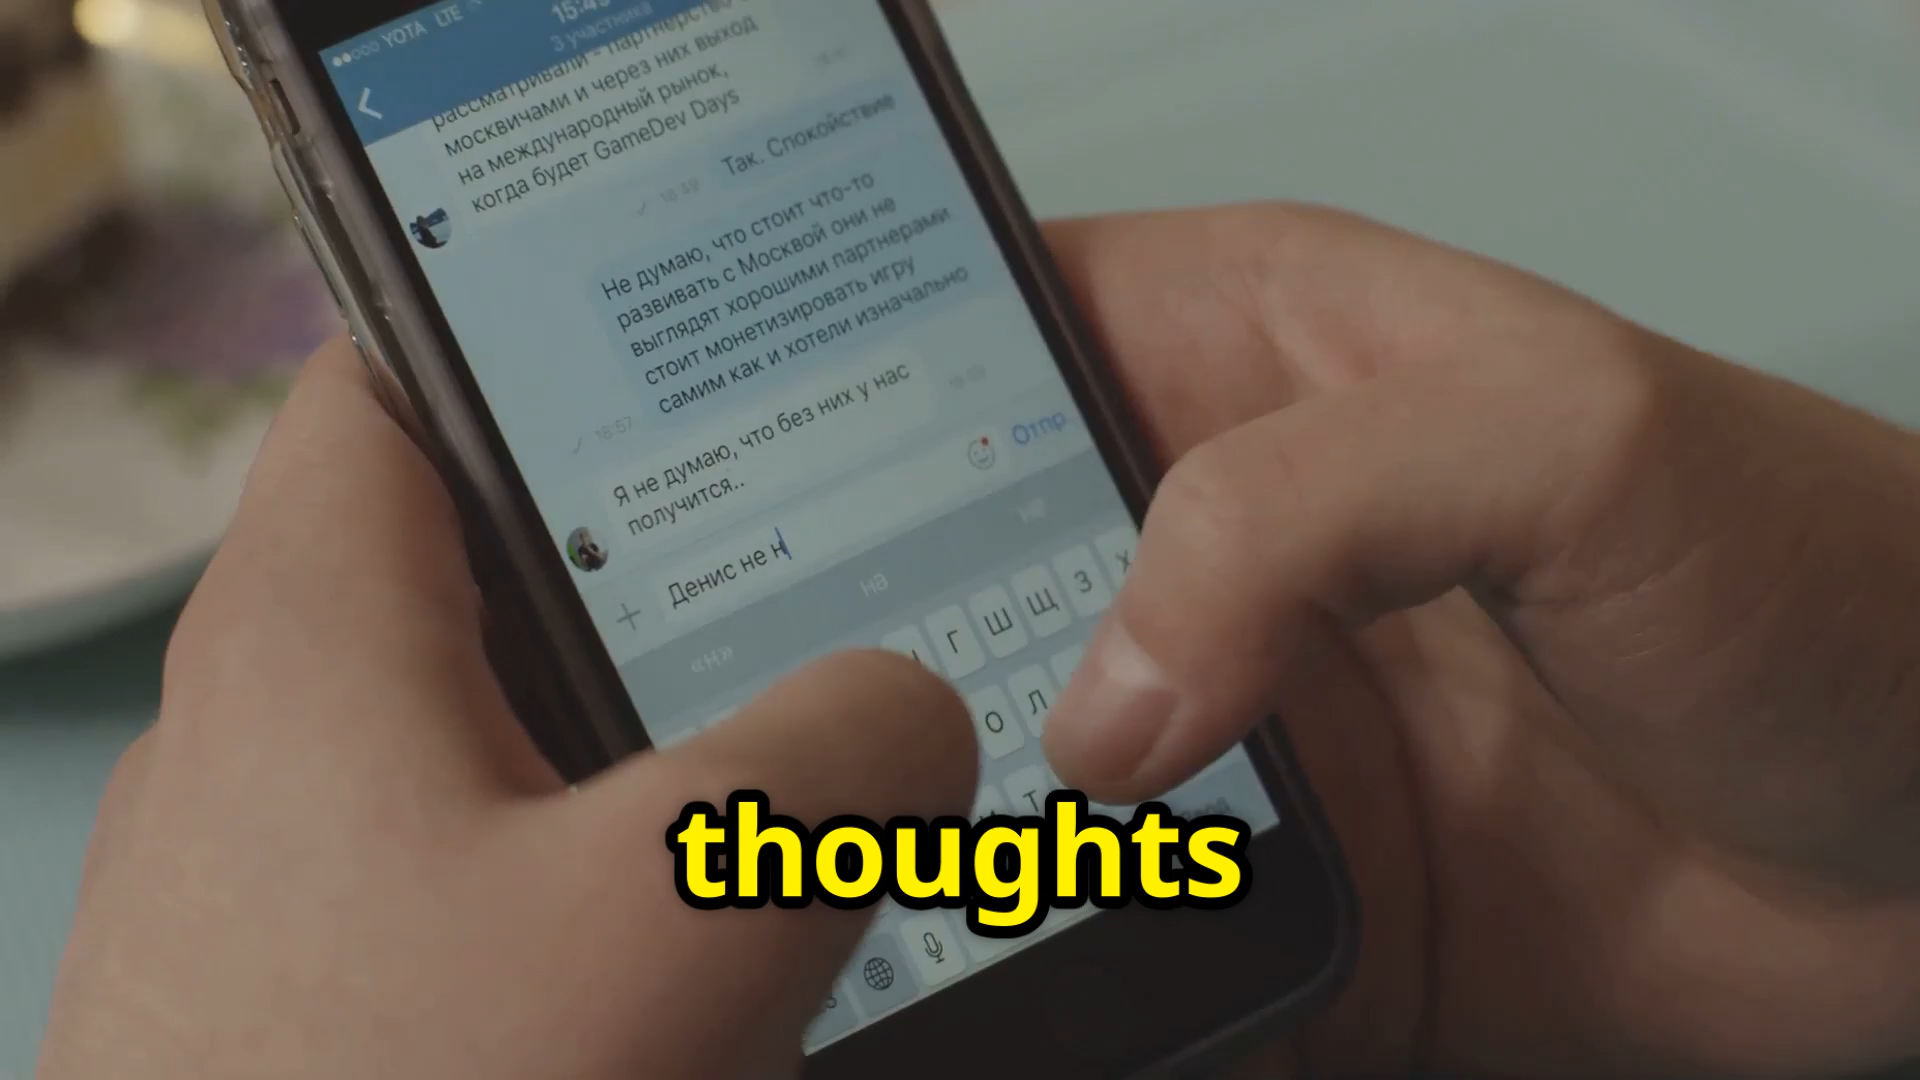 YOTA LTE 15:49
3 участника
рассматривали - партнерство с
москвичами и через них выход
на международный рынок,
когда будет GameDev Days
Так. Спокойствие
Не думаю, что стоит что-то
развивать с Москвой они не
выглядят хорошими партнерами
стоит монетизировать игру
самим как и хотели изначально
16:57
Я не думаю, что без них у нас
получится..
Отпр.
Денис не н
«н» на
Г Ш Щ З Х
О Л
Т
thoughts